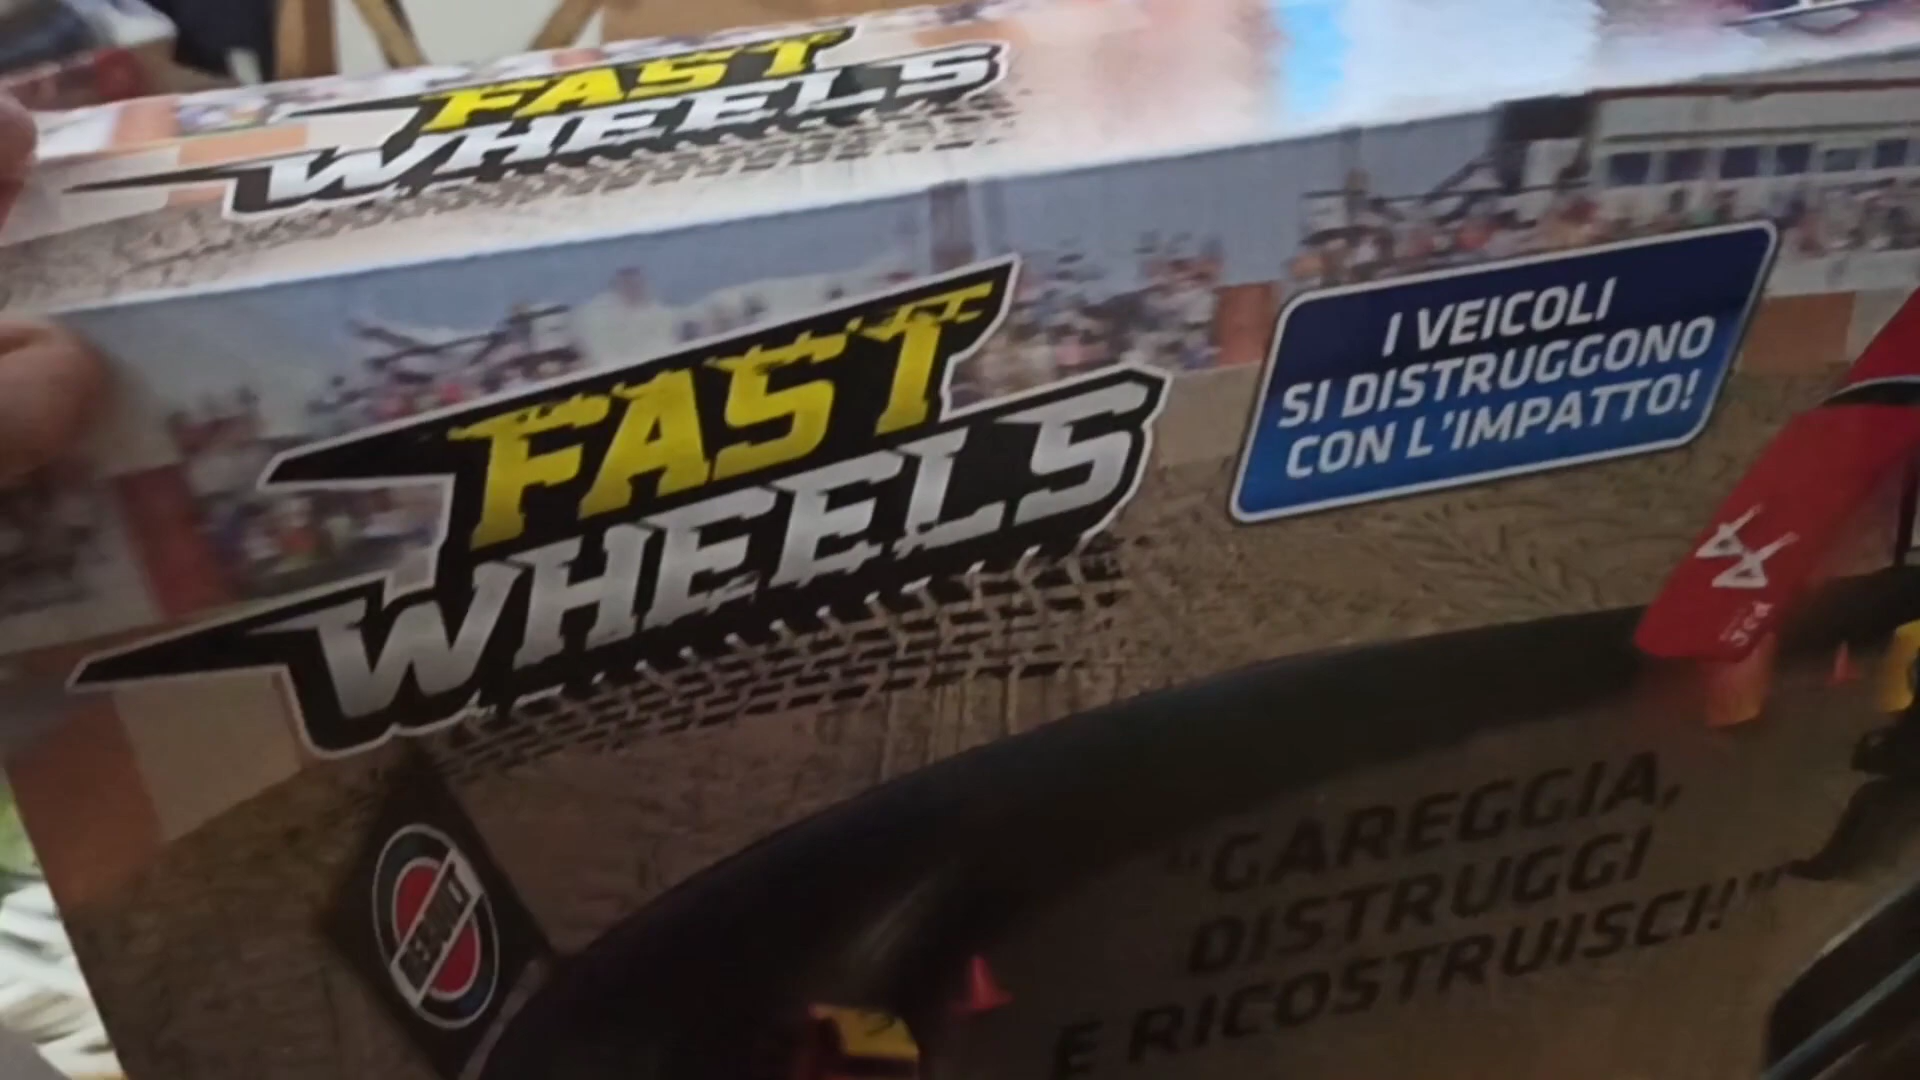 FAST
WHEELS
FAST
WHEELS
I VEICOLI
SI DISTRUGGONO
CON L'IMPATTO!
"GAREGGIA,
DISTRUGGI
E RICOSTRUISCI!"